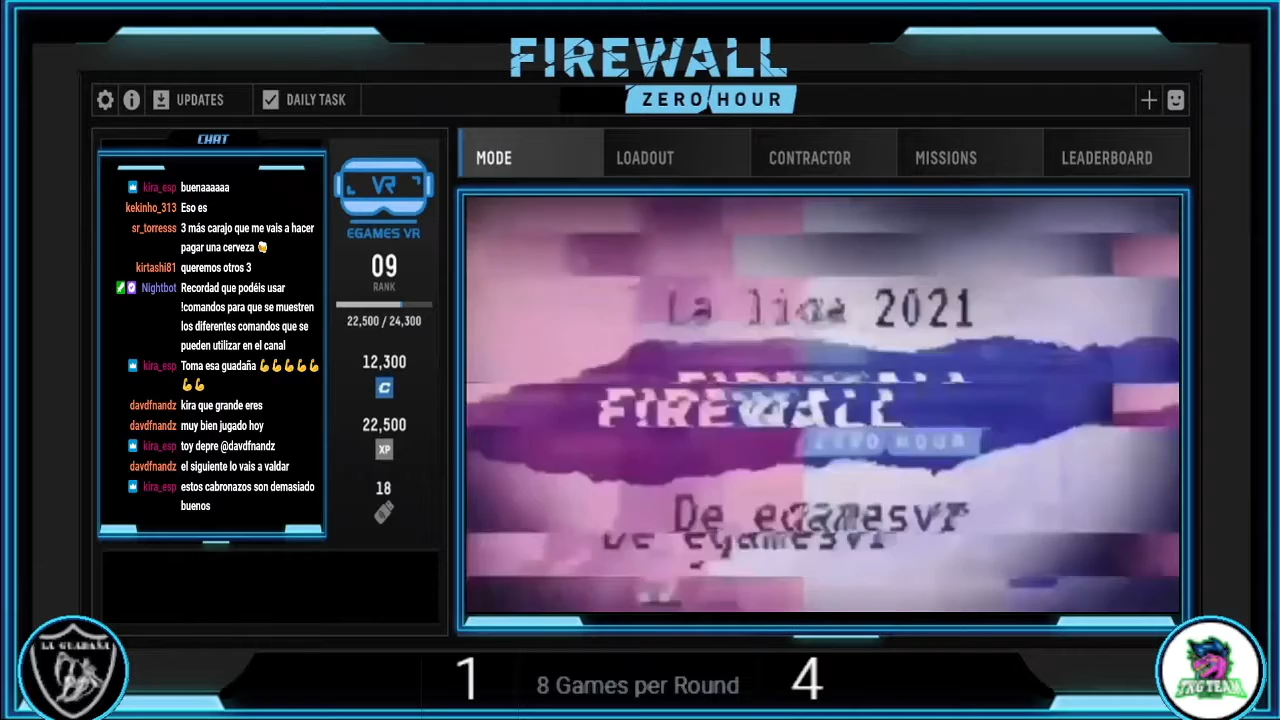 FIREWALL
ZERO HOUR
UPDATES
DAILY TASK
CHAT
kira_esp buenaaaaa
kekinho_313 Eso es
sr_torresss 3 más carajo que me vais a hacer
pagar una cerveza 🍺
kirtashi81 queremos otros 3
Nightbot Recordad que podéis usar
!comandos para que se muestren
los diferentes comandos que se
pueden utilizar en el canal
kira_esp Toma esa guadaña 💪💪💪💪💪
💪💪
davdfnandz kira que grande eres
davdfnandz muy bien jugado hoy
kira_esp toy depre @davdfnandz
davdfnandz el siguiente lo vais a valdar
kira_esp estos cabronazos son demasiado
buenos
VR
EGAMES VR
09
RANK
22,500 / 24,300
12,300
C
22,500
XP
18
MODE
LOADOUT
CONTRACTOR
MISSIONS
LEADERBOARD
La liga 2021
FIREWALL
ZERO HOUR
De egamesvr
LA GUADAÑA
1
8 Games per Round
4